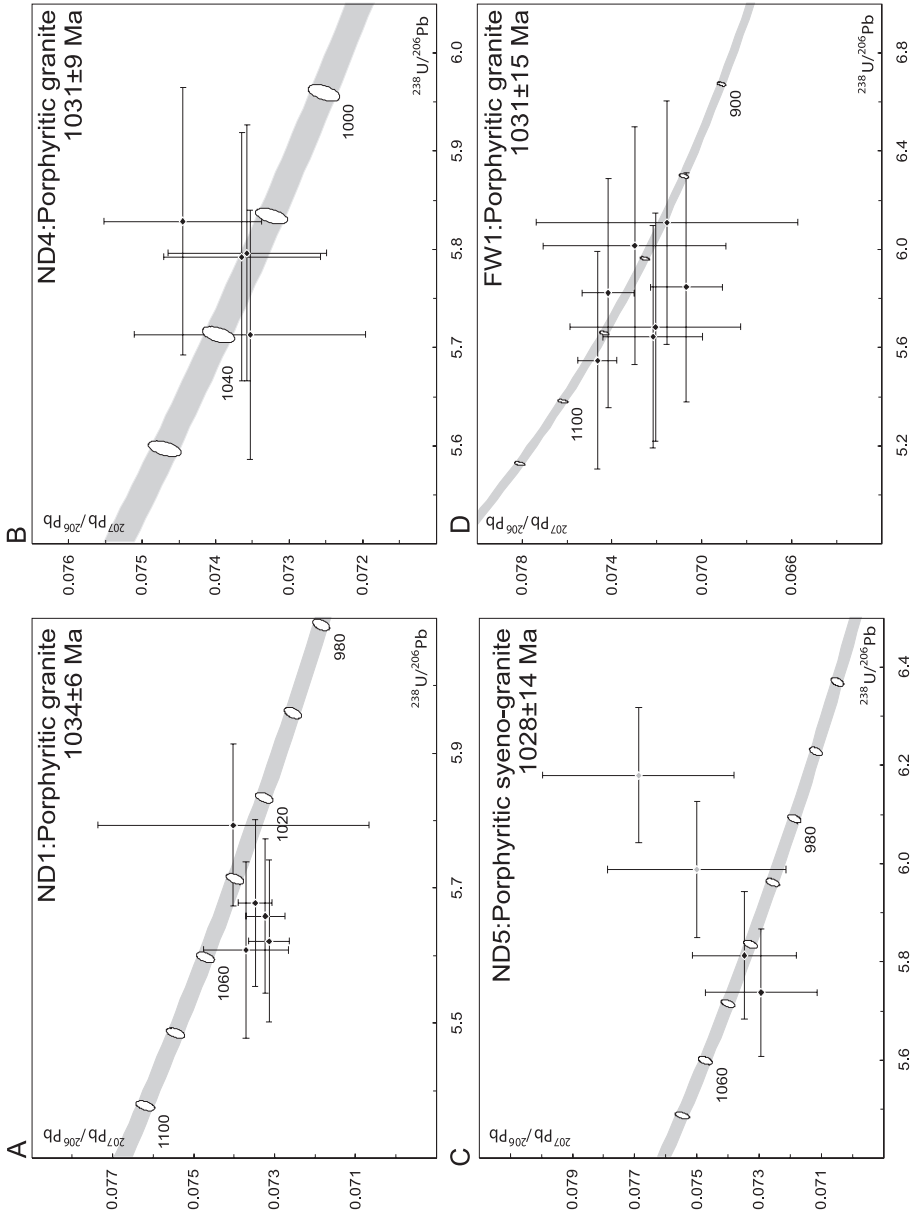 A
ND1:Porphyritic granite
1034±6 Ma
²⁰⁷Pb/²⁰⁶Pb
0.077
0.075
0.073
0.071
1100
1060
1020
980
5.5
5.7
5.9
²³⁸U/²⁰⁶Pb
B
ND4:Porphyritic granite
1031±9 Ma
²⁰⁷Pb/²⁰⁶Pb
0.076
0.075
0.074
0.073
0.072
1040
1000
5.6
5.7
5.8
5.9
6.0
²³⁸U/²⁰⁶Pb
C
ND5:Porphyritic syeno-granite
1028±14 Ma
²⁰⁷Pb/²⁰⁶Pb
0.079
0.077
0.075
0.073
0.071
1060
980
5.6
5.8
6.0
6.2
6.4
²³⁸U/²⁰⁶Pb
D
FW1:Porphyritic granite
1031±15 Ma
²⁰⁷Pb/²⁰⁶Pb
0.078
0.074
0.070
0.066
1100
900
5.2
5.6
6.0
6.4
6.8
²³⁸U/²⁰⁶Pb